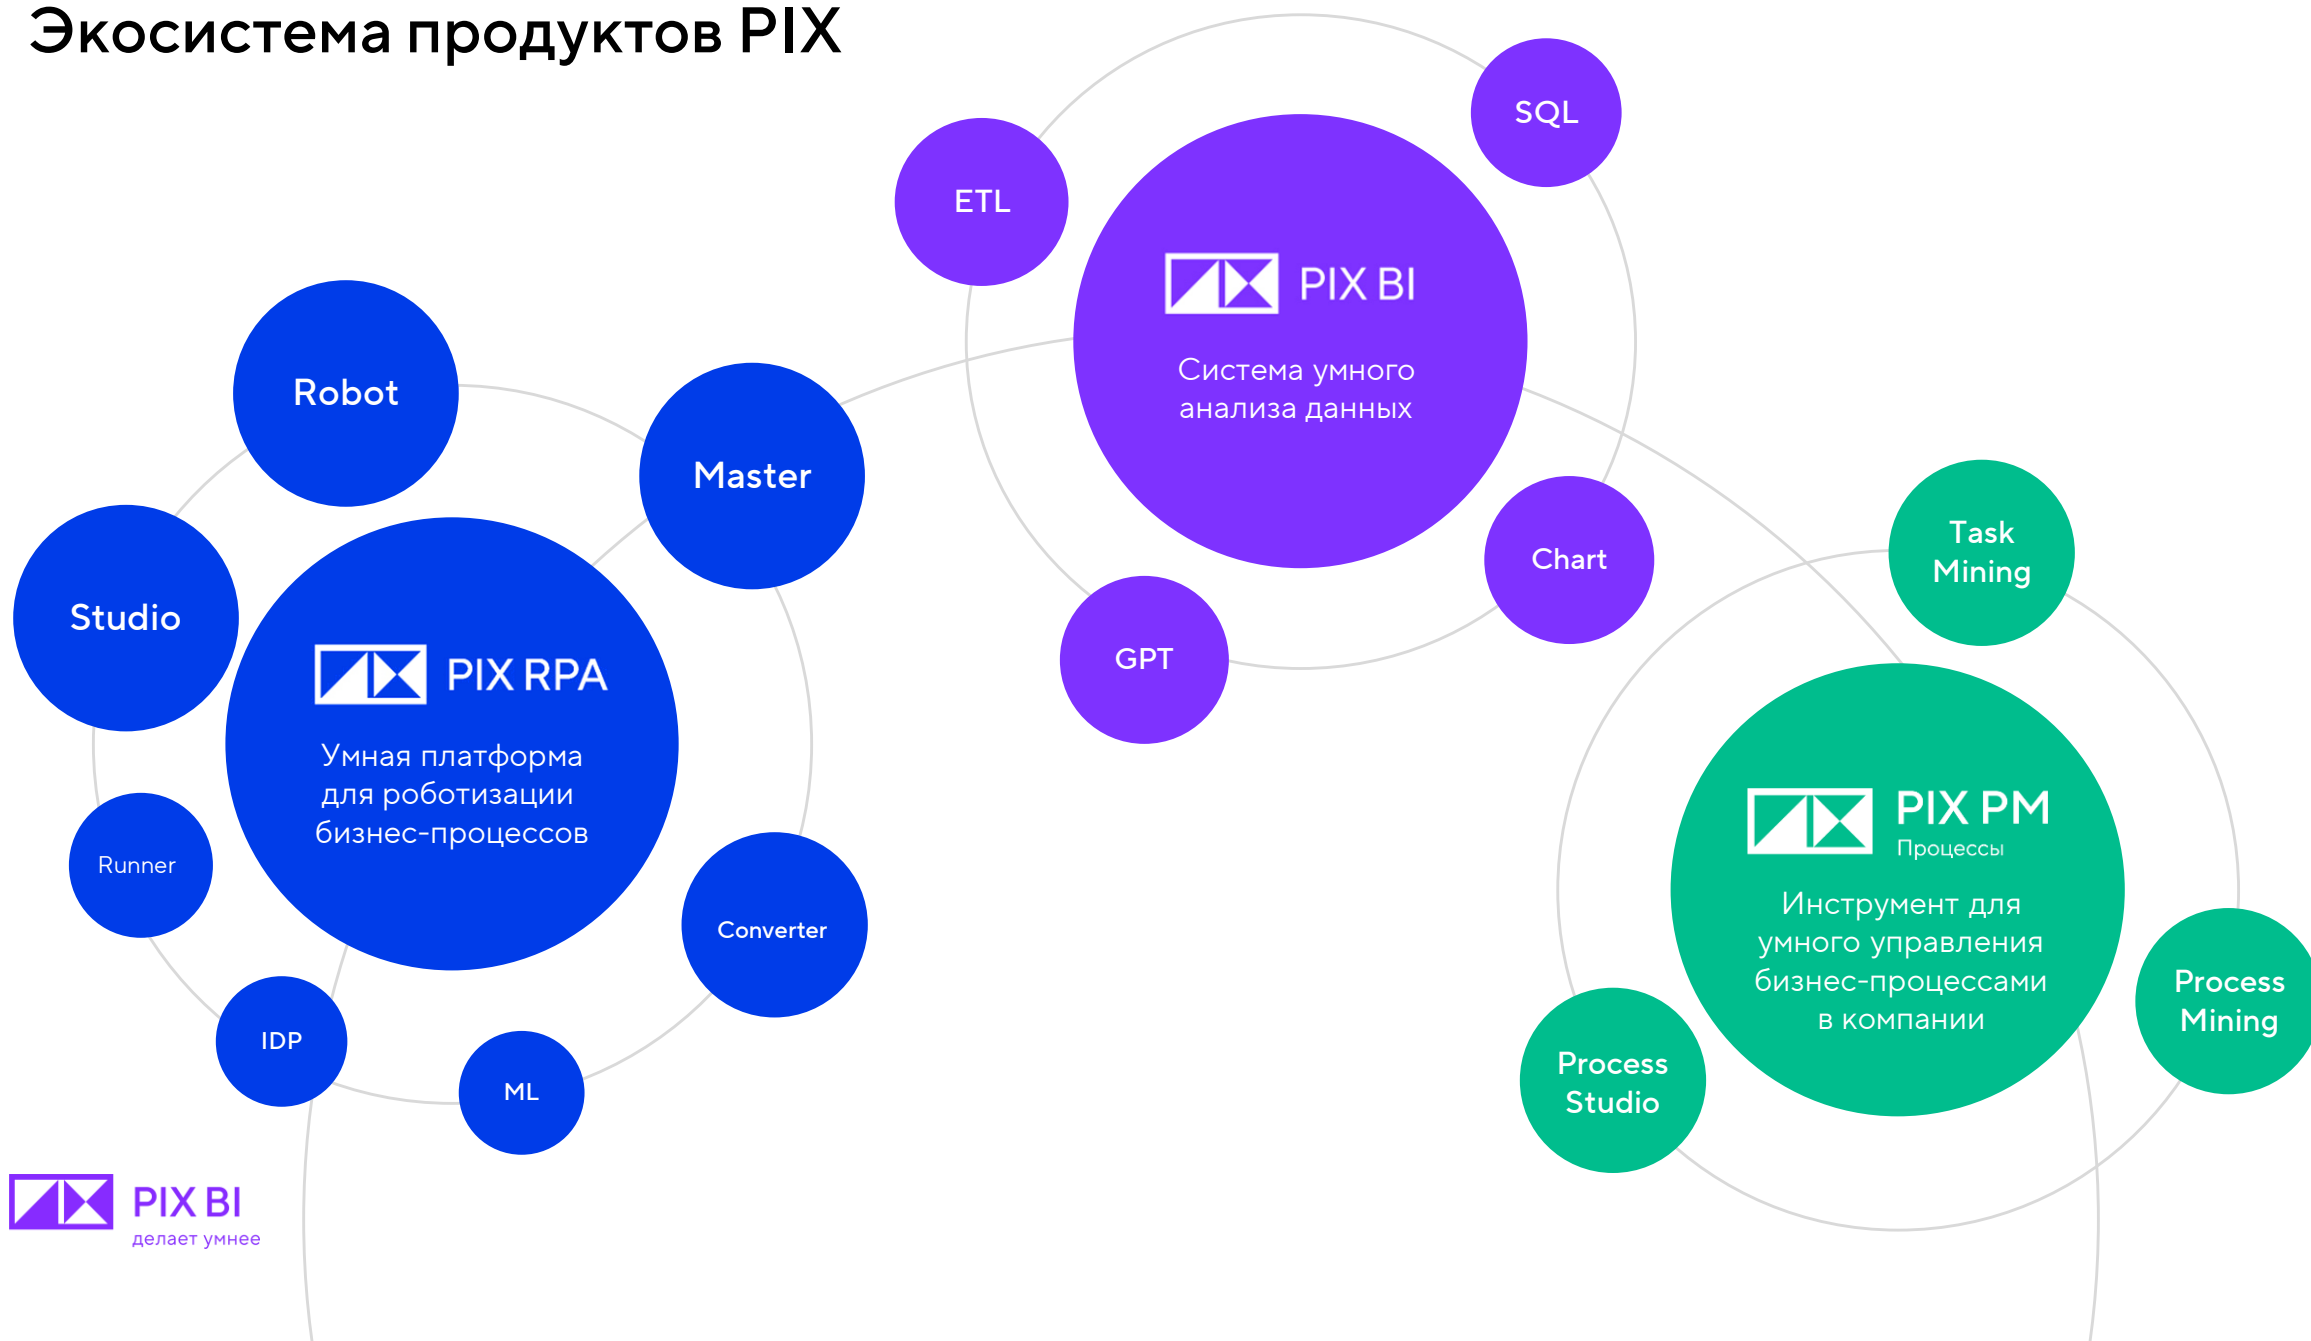 Экосистема продуктов PIX
SQL
ETL
PIX BI
Система умного
анализа данных
Chart
GPT
Robot
Master
Studio
PIX RPA
Умная платформа
для роботизации
бизнес-процессов
Runner
Converter
IDP
ML
Task
Mining
PIX PM
Процессы
Инструмент для
умного управления
бизнес-процессами
в компании
Process
Mining
Process
Studio
PIX BI
делает умнее